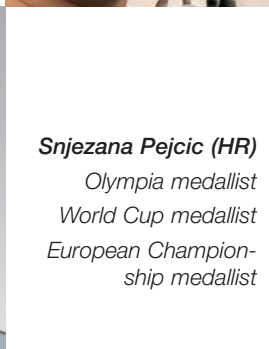 Snjezana Pejcic (HR)
Olympia medallist
World Cup medallist
European Champion-
ship medallist